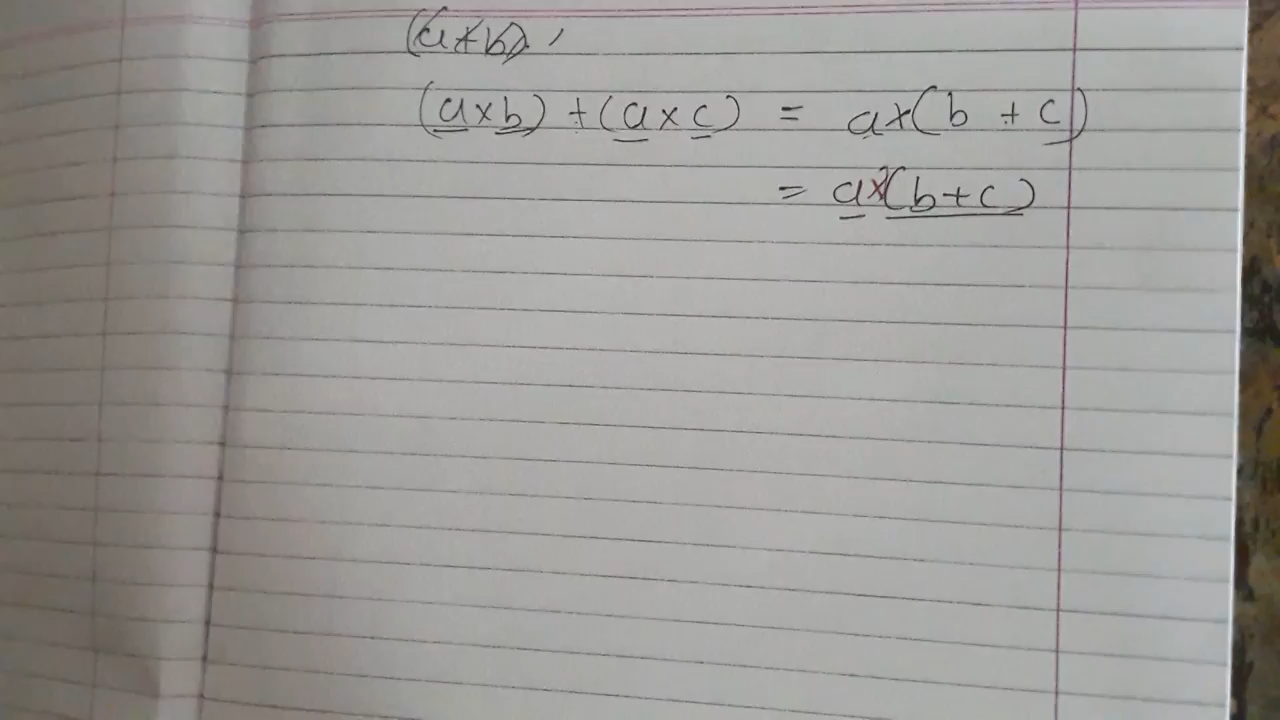 (a×b),
(a×b) + (a×c) = a×(b + c)
= a×(b+c)